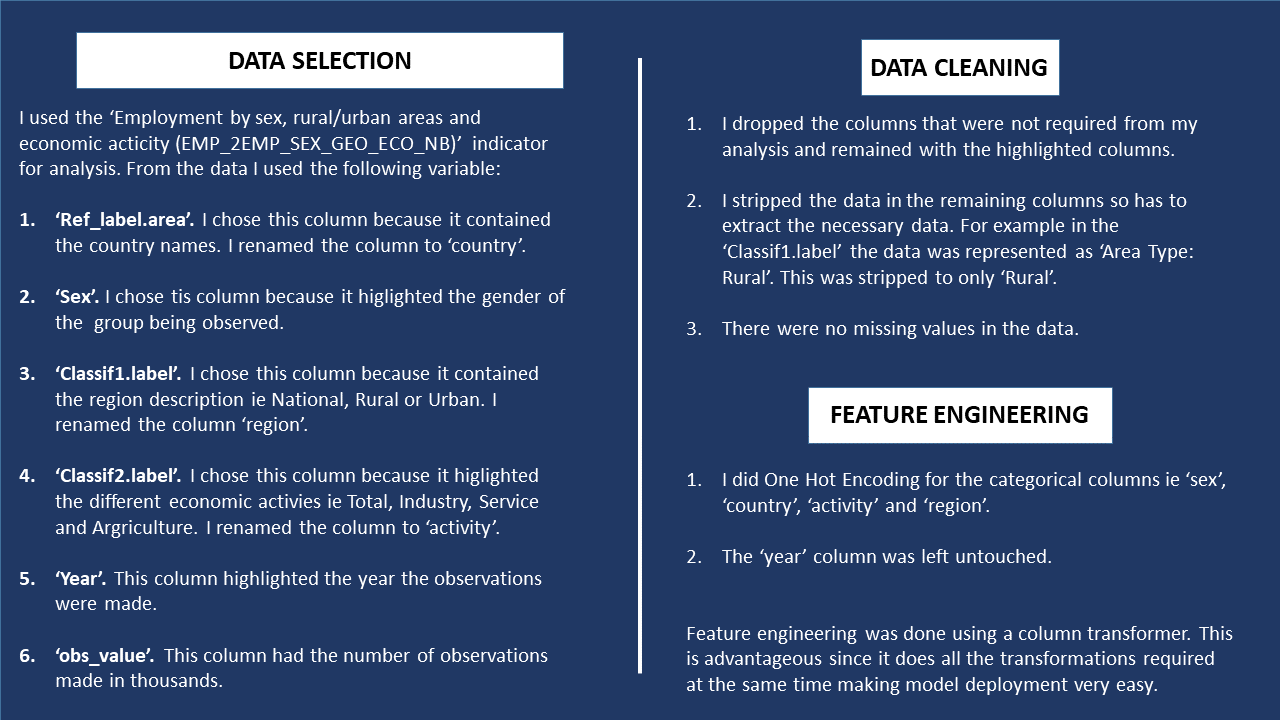 DATA SELECTION
I used the ‘Employment by sex, rural/urban areas and
economic acticity (EMP_2EMP_SEX_GEO_ECO_NB)’ indicator
for analysis. From the data I used the following variable:
1. ‘Ref_label.area’. I chose this column because it contained
the country names. I renamed the column to ‘country’.
2. ‘Sex’. I chose tis column because it higlighted the gender of
the group being observed.
3. ‘Classif1.label’. I chose this column because it contained
the region description ie National, Rural or Urban. I
renamed the column ‘region’.
4. ‘Classif2.label’. I chose this column because it higlighted
the different economic activies ie Total, Industry, Service
and Argriculture. I renamed the column to ‘activity’.
5. ‘Year’. This column highlighted the year the observations
were made.
6. ‘obs_value’. This column had the number of observations
made in thousands.
DATA CLEANING
1. I dropped the columns that were not required from my
analysis and remained with the highlighted columns.
2. I stripped the data in the remaining columns so has to
extract the necessary data. For example in the
‘Classif1.label’ the data was represented as ‘Area Type:
Rural’. This was stripped to only ‘Rural’.
3. There were no missing values in the data.
FEATURE ENGINEERING
1. I did One Hot Encoding for the categorical columns ie ‘sex’,
‘country’, ‘activity’ and ‘region’.
2. The ‘year’ column was left untouched.
Feature engineering was done using a column transformer. This
is advantageous since it does all the transformations required
at the same time making model deployment very easy.